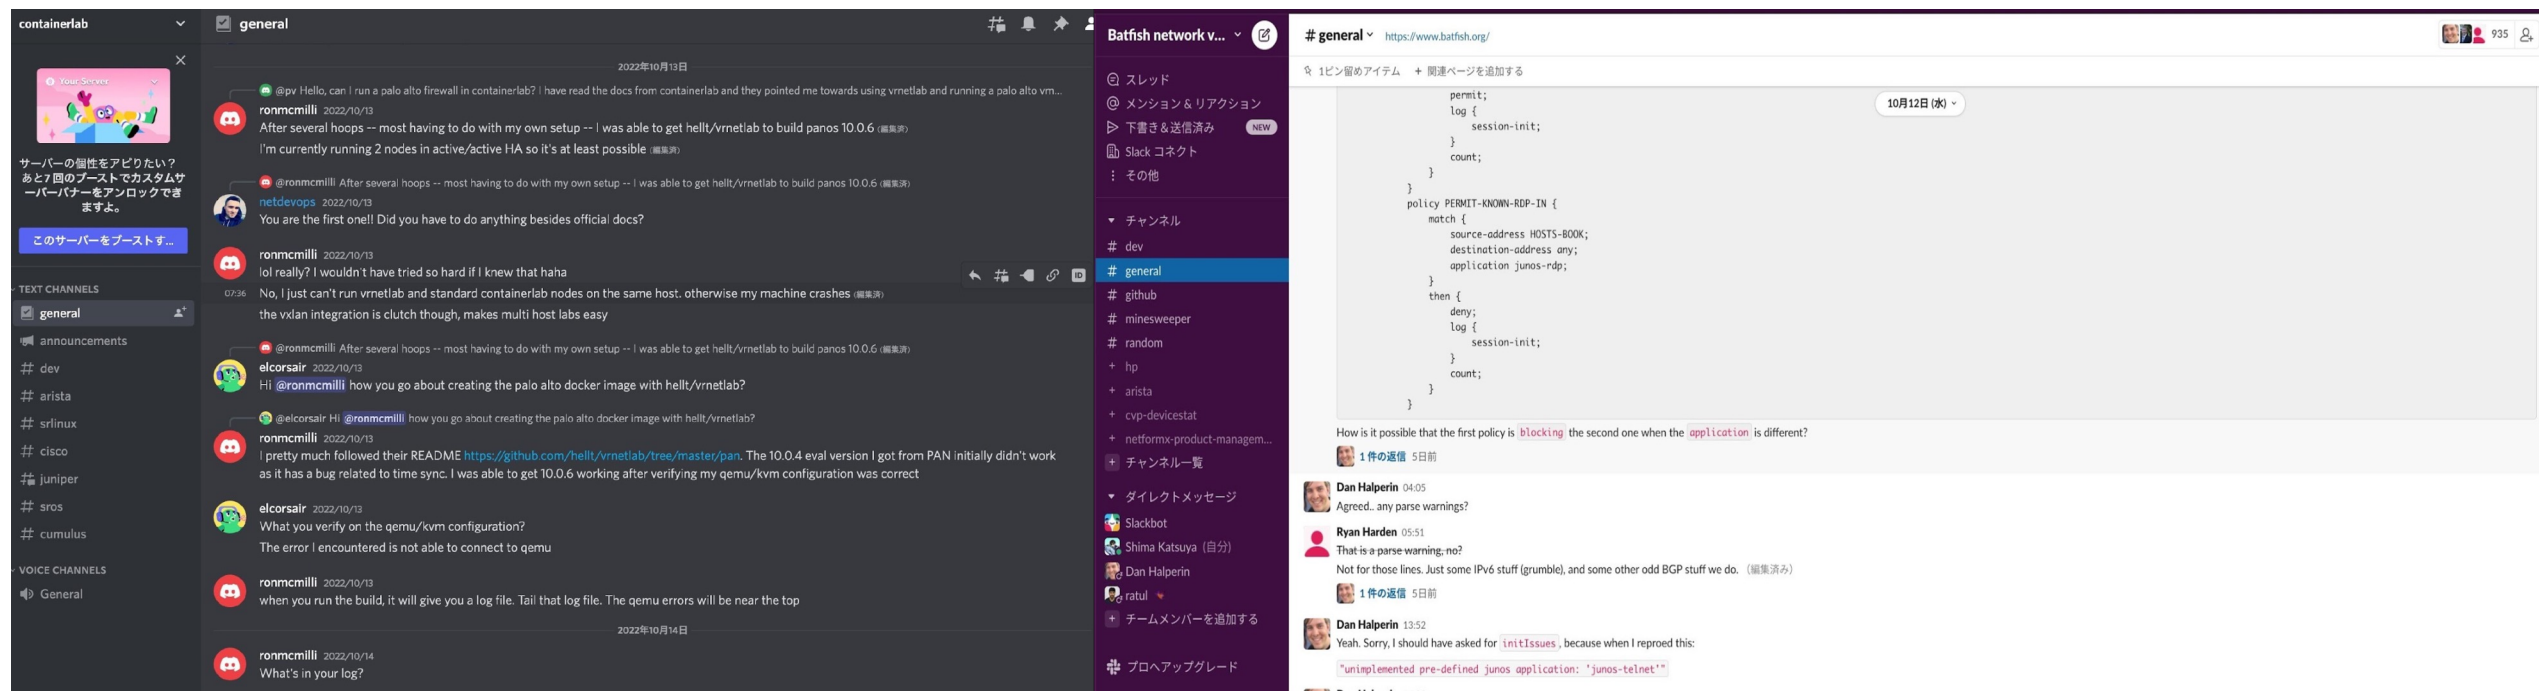 containerlab
Your Server
サーバーの個性をアピりたい？
あと7 回のブーストでカスタムサ
ーバーバナーをアンロックでき
ますよ。
このサーバーをブーストす...
TEXT CHANNELS
general
announcements
dev
arista
srlinux
cisco
juniper
sros
cumulus
VOICE CHANNELS
General
general
2022年10月13日
@pv Hello, can I run a palo alto firewall in containerlab? I have read the docs from containerlab and they pointed me towards using vrnetlab and running a palo alto vm...
ronmcmilli 2022/10/13
After several hoops -- most having to do with my own setup -- I was able to get hellt/vrnetlab to build panos 10.0.6 (編集済)
I'm currently running 2 nodes in active/active HA so it's at least possible (編集済)
@ronmcmilli After several hoops -- most having to do with my own setup -- I was able to get hellt/vrnetlab to build panos 10.0.6 (編集済)
netdevops 2022/10/13
You are the first one!! Did you have to do anything besides official docs?
ronmcmilli 2022/10/13
lol really? I wouldn't have tried so hard if I knew that haha
07:36 No, I just can't run vrnetlab and standard containerlab nodes on the same host. otherwise my machine crashes (編集済)
the vxlan integration is clutch though, makes multi host labs easy
ID
@ronmcmilli After several hoops -- most having to do with my own setup -- I was able to get hellt/vrnetlab to build panos 10.0.6 (編集済)
elcorsair 2022/10/13
Hi @ronmcmilli how you go about creating the palo alto docker image with hellt/vrnetlab?
@elcorsair Hi @ronmcmilli how you go about creating the palo alto docker image with hellt/vrnetlab?
ronmcmilli 2022/10/13
I pretty much followed their README https://github.com/hellt/vrnetlab/tree/master/pan. The 10.0.4 eval version I got from PAN initially didn't work
as it has a bug related to time sync. I was able to get 10.0.6 working after verifying my qemu/kvm configuration was correct
elcorsair 2022/10/13
What you verify on the qemu/kvm configuration?
The error I encountered is not able to connect to qemu
ronmcmilli 2022/10/13
when you run the build, it will give you a log file. Tail that log file. The qemu errors will be near the top
2022年10月14日
ronmcmilli 2022/10/14
What's in your log?
Batfish network v...
スレッド
メンション & リアクション
下書き & 送信済み NEW
Slack コネクト
その他
チャンネル
# dev
# general
# github
# minesweeper
# random
+ hp
+ arista
+ cvp-devicestat
+ netformx-product-managem...
+ チャンネル一覧
ダイレクトメッセージ
Slackbot
Shima Katsuya (自分)
Dan Halperin
ratul
+ チームメンバーを追加する
プロへアップグレード
# general https://www.batfish.org/
935
1ピン留めアイテム + 関連ページを追加する
10月12日 (水)
permit;
log {
session-init;
}
count;
}
}
policy PERMIT-KNOWN-RDP-IN {
match {
source-address HOSTS-BOOK;
destination-address any;
application junos-rdp;
}
then {
deny;
log {
session-init;
}
count;
}
}
How is it possible that the first policy is blocking the second one when the application is different?
1 件の返信 5日前
Dan Halperin 04:05
Agreed.. any parse warnings?
Ryan Harden 05:51
That is a parse warning, no?
Not for those lines. Just some IPv6 stuff (grumble), and some other odd BGP stuff we do. (編集済み)
1 件の返信 5日前
Dan Halperin 13:52
Yeah. Sorry, I should have asked for initIssues, because when I reproed this:
"unimplemented pre-defined junos application: 'junos-telnet'"